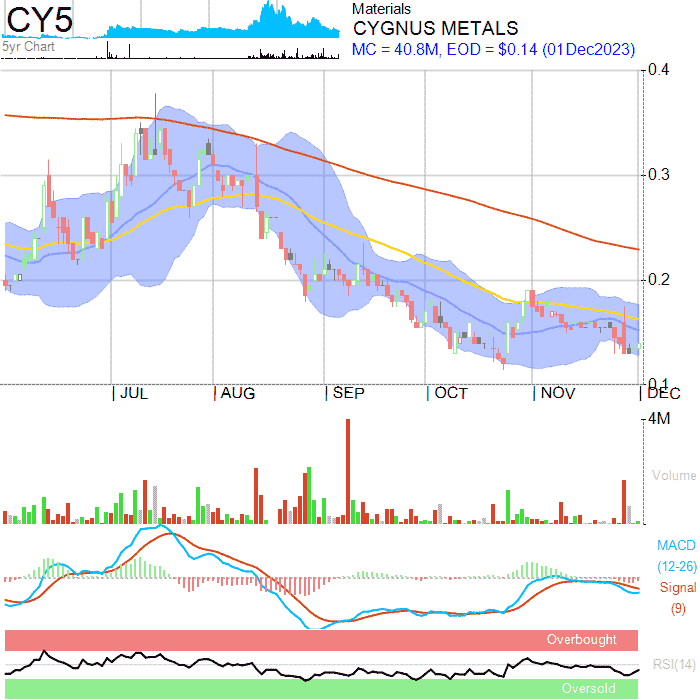 CY5
Materials
CYGNUS METALS
MC = 40.8M, EOD = $0.14 (01Dec2023)
5yr Chart
0.4
0.3
0.2
0.1
JUL
AUG
SEP
OCT
NOV
DEC
4M
Volume
MACD
(12-26)
Signal
(9)
Overbought
RSI(14)
Oversold